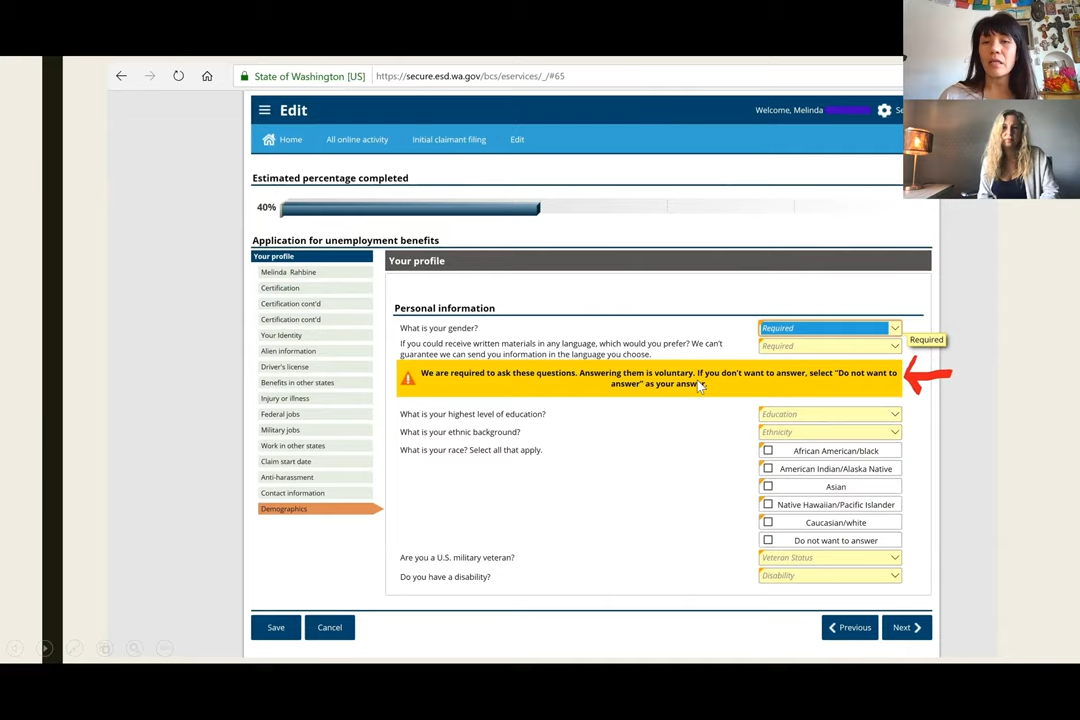 State of Washington [US] https://secure.esd.wa.gov/bcs/eservices/_/#65
Edit
Welcome, Melinda
Home All online activity Initial claimant filing Edit
Estimated percentage completed
40%
Application for unemployment benefits
Your profile
Melinda Rahbine
Certification
Certification cont'd
Certification cont'd
Your Identity
Alien information
Driver's license
Benefits in other states
Injury or illness
Federal jobs
Military jobs
Work in other states
Claim start date
Anti-harassment
Contact information
Demographics
Your profile
Personal information
What is your gender? Required
Required
If you could receive written materials in any language, which would you prefer? We can't
guarantee we can send you information in the language you choose.
Required
We are required to ask these questions. Answering them is voluntary. If you don't want to answer, select "Do not want to
answer" as your answer.
What is your highest level of education? Education
What is your ethnic background? Ethnicity
What is your race? Select all that apply. African American/black
American Indian/Alaska Native
Asian
Native Hawaiian/Pacific Islander
Caucasian/white
Do not want to answer
Are you a U.S. military veteran? Veteran Status
Do you have a disability? Disability
Save Cancel Previous Next